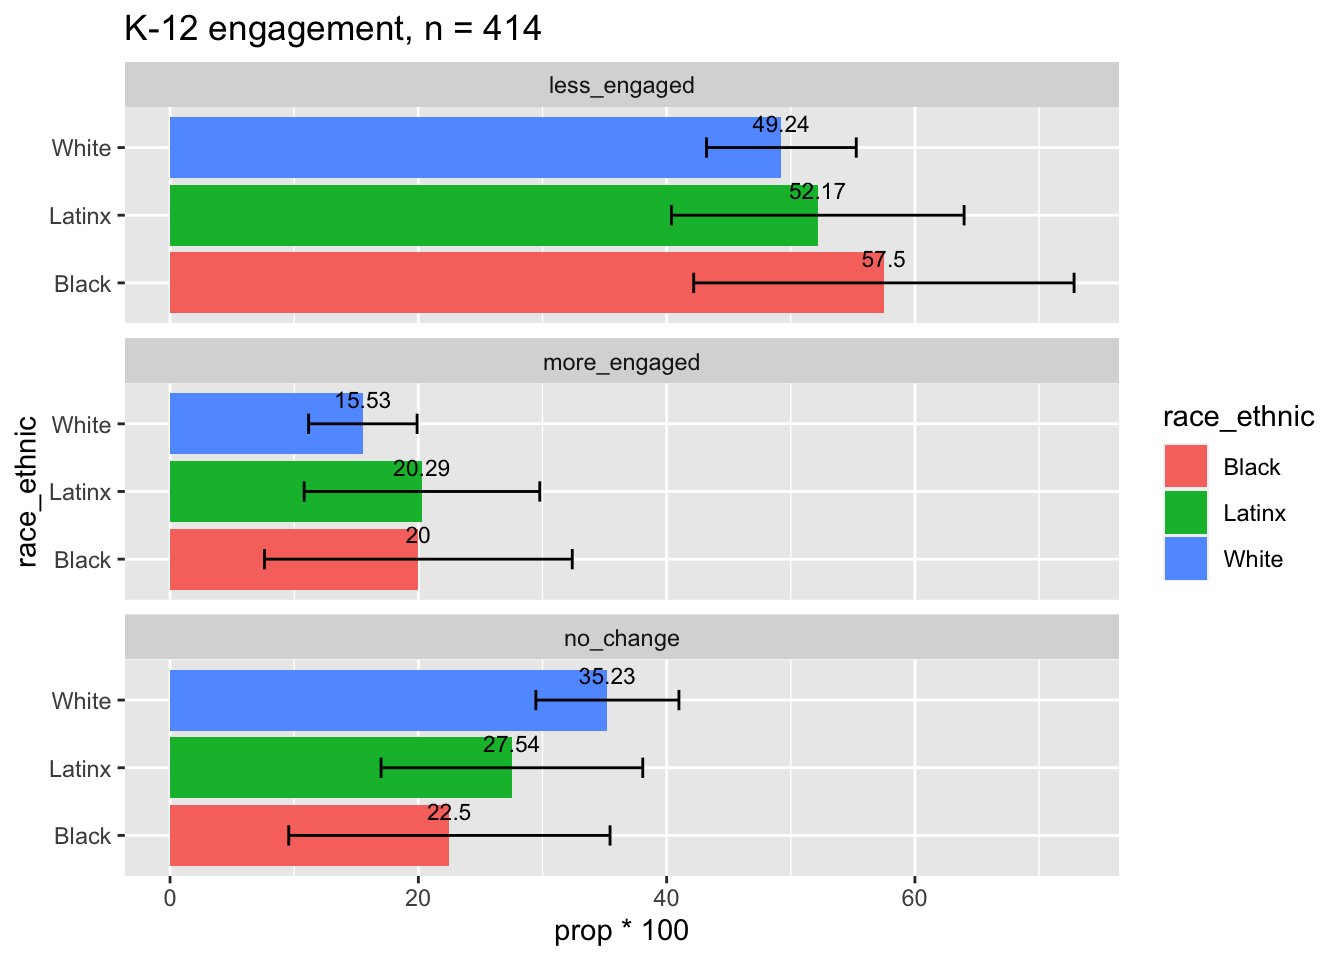 K-12 engagement, n = 414
less_engaged
White
49.24
Latinx
52.17
Black
57.5
more_engaged
White
15.53
Latinx
20.29
Black
20
no_change
White
35.23
Latinx
27.54
Black
22.5
0 20 40 60
prop * 100
race_ethnic
race_ethnic
Black
Latinx
White